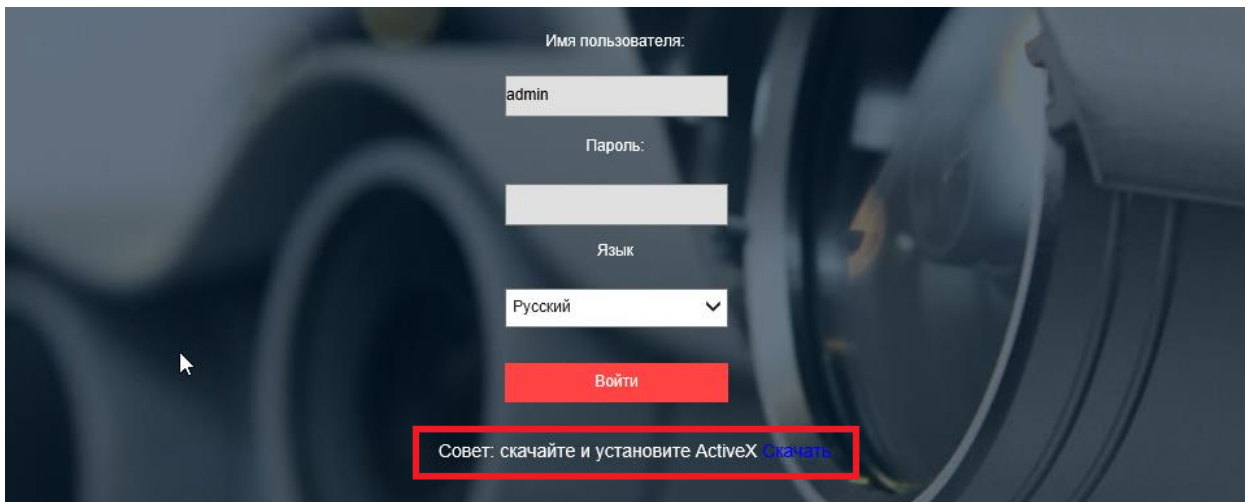 Имя пользователя:
admin
Пароль:
Язык
Русский
Войти
Совет: скачайте и установите ActiveX Скачать